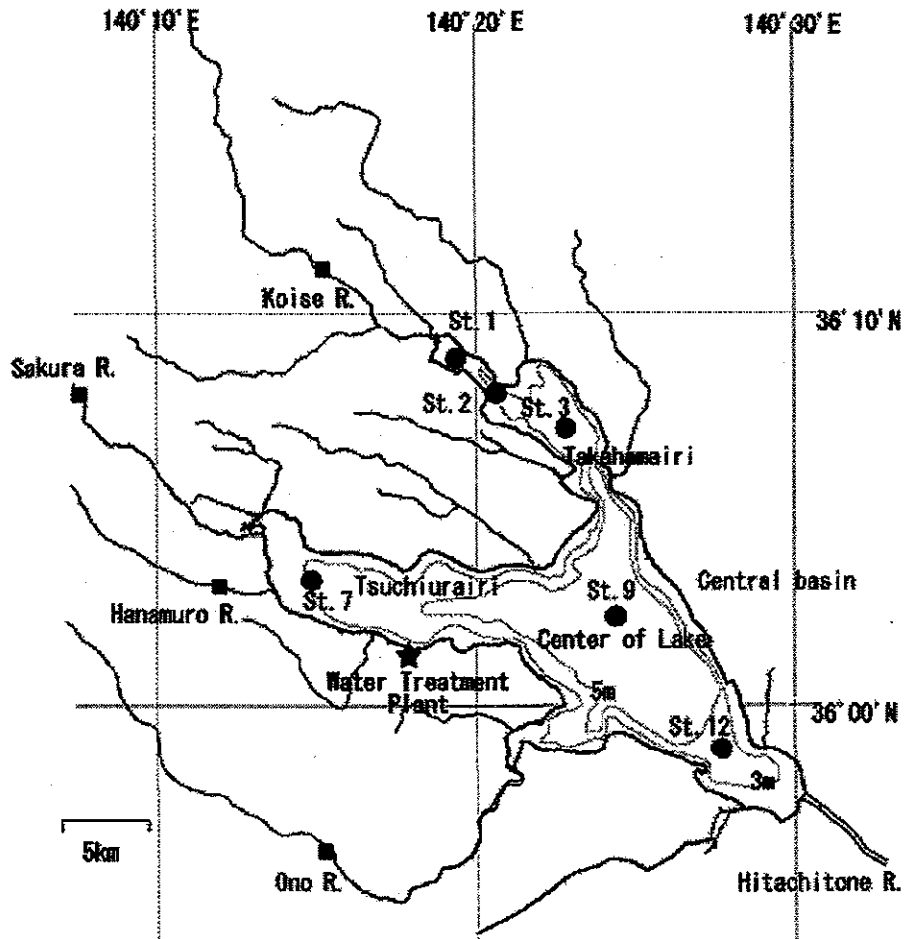 140° 10' E
140° 20' E
140° 30' E
Koise R.
St. 1
36° 10' N
Sakura R.
St. 2
St. 3
Takahamairi
Tsuchiurairi
Central basin
St. 7
St. 9
Hanamuro R.
Center of Lake
Water Treatment
Plant
5m
36° 00' N
St. 12
3m
5km
Ono R.
Hitachitone R.